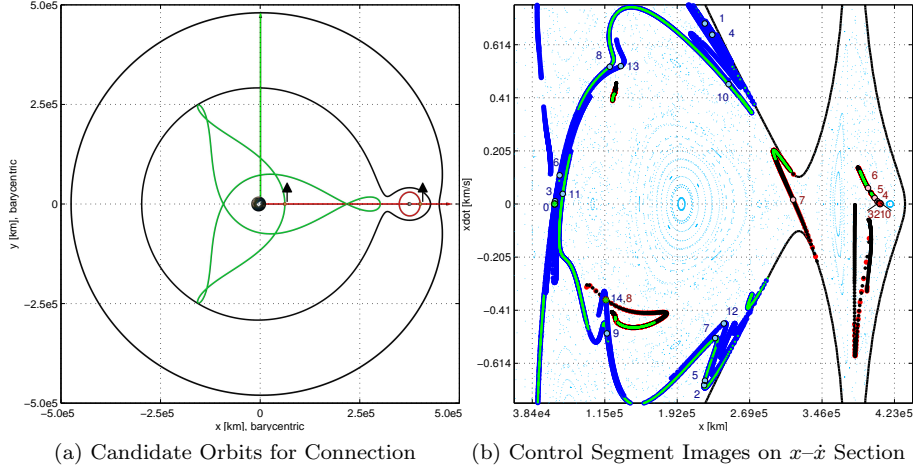 5.0e5
2.5e5
0
-2.5e5
-5.0e5
y [km], barycentric
-5.0e5
-2.5e5
0
2.5e5
5.0e5
x [km], barycentric
(a) Candidate Orbits for Connection
0.614
0.41
0.205
0
-0.205
-0.41
-0.614
xdot [km/s]
1
4
8
13
10
6
3
0
11
7
6
5
4
3210
14,8
9
12
7
5
2
3.84e4
1.15e5
1.92e5
2.69e5
3.46e5
4.23e5
x [km]
(b) Control Segment Images on x–ẋ Section